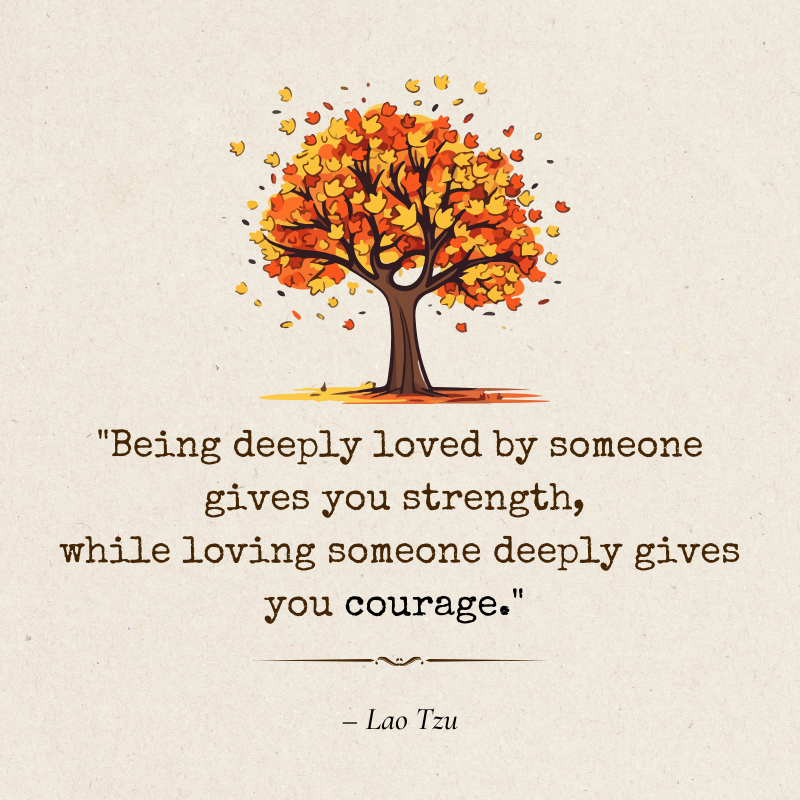 "Being deeply loved by someone
gives you strength,
while loving someone deeply gives
you courage."
– Lao Tzu